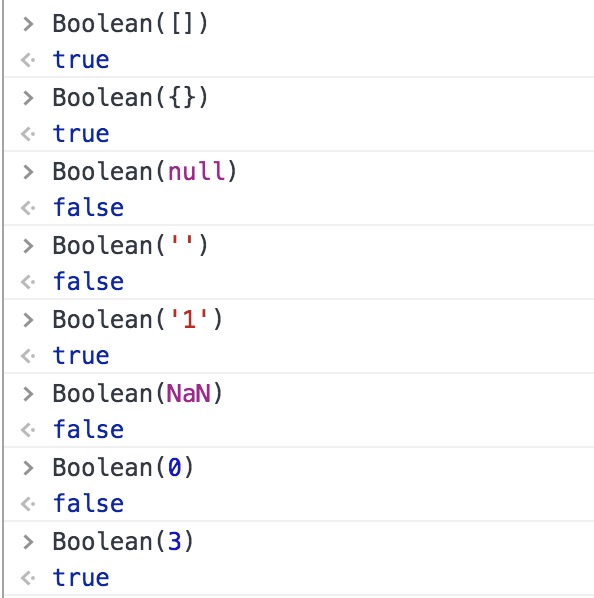 > Boolean([])
<· true
> Boolean({})
<· true
> Boolean(null)
<· false
> Boolean('')
<· false
> Boolean('1')
<· true
> Boolean(NaN)
<· false
> Boolean(0)
<· false
> Boolean(3)
<· true